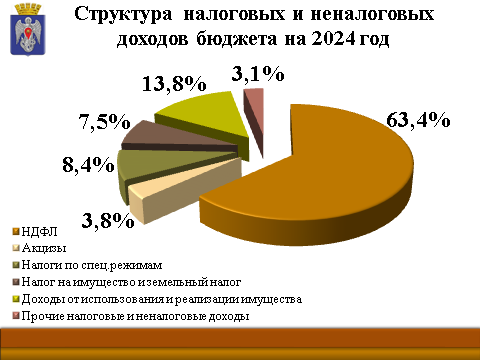 Структура налоговых и неналоговых
доходов бюджета на 2024 год
3,1%
13,8%
63,4%
7,5%
8,4%
3,8%
НДФЛ
Акцизы
Налоги по спец.режимам
Налог на имущество и земельный налог
Доходы от использования и реализации имущества
Прочие налоговые и неналоговые доходы